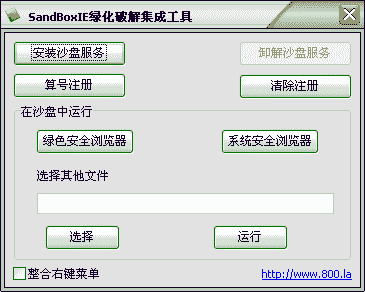 SandBoxIE绿化破解集成工具
安装沙盘服务
卸解沙盘服务
算号注册
清除注册
在沙盘中运行
绿色安全浏览器
系统安全浏览器
选择其他文件
选择
运行
整合右键菜单
http://www.800.la